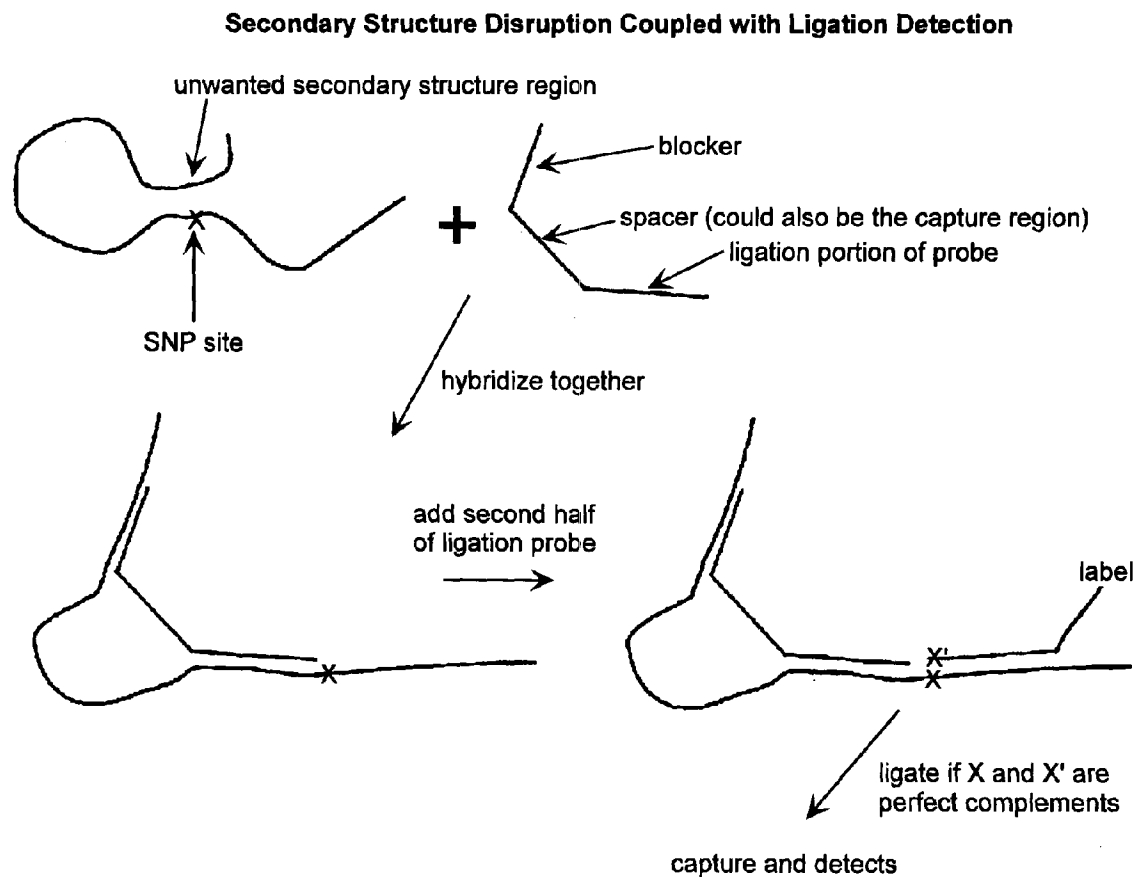 Secondary Structure Disruption Coupled with Ligation Detection
unwanted secondary structure region
blocker
spacer (could also be the capture region)
ligation portion of probe
X
+
SNP site
hybridize together
add second half
of ligation probe
label
X
X'
X
ligate if X and X' are
perfect complements
capture and detects